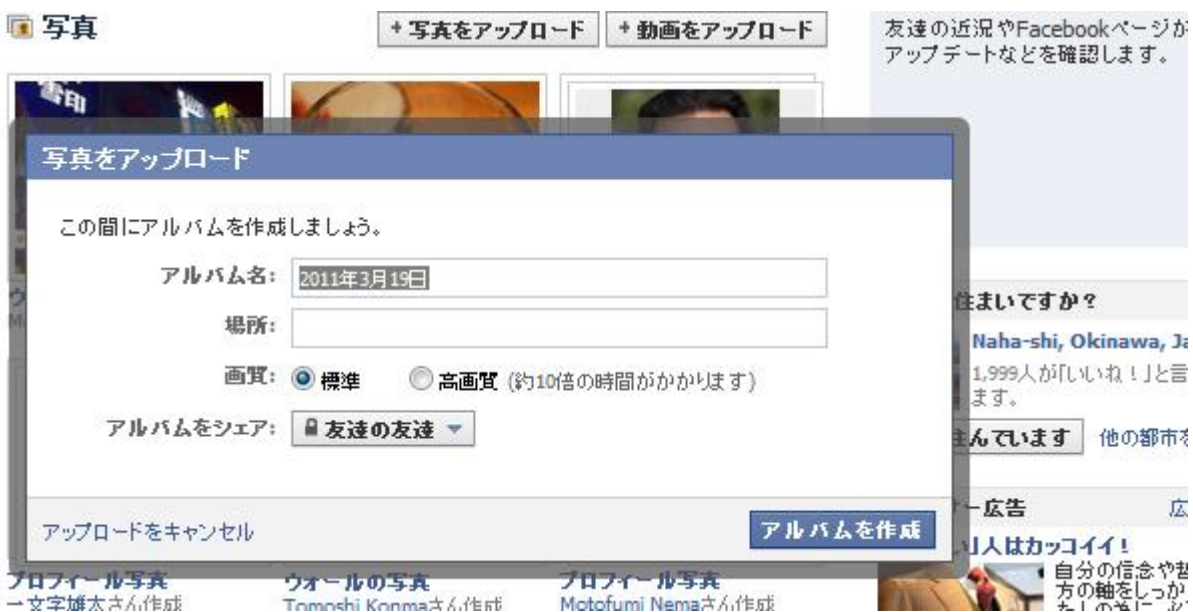 写真
+ 写真をアップロード
+ 動画をアップロード
友達の近況やFacebookページが
アップデートなどを確認します。
雪印
写真をアップロード
この間にアルバムを作成しましょう。
アルバム名: 2011年3月19日
場所:
画質: 標準 高画質 (約10倍の時間がかかります)
アルバムをシェア: 友達の友達
アップロードをキャンセル
アルバムを作成
住まいですか?
Naha-shi, Okinawa, Ja
1,999人が「いいね!」と言
ます。
住んでいます
他の都市を
ー広告
広
い人はカッコイイ!
自分の信念や哲
方の軸をしっか
プロフィール写真
一文字雄太さん作成
ウォールの写真
Tomoshi Konmaさん作成
プロフィール写真
Motofumi Nemaさん作成